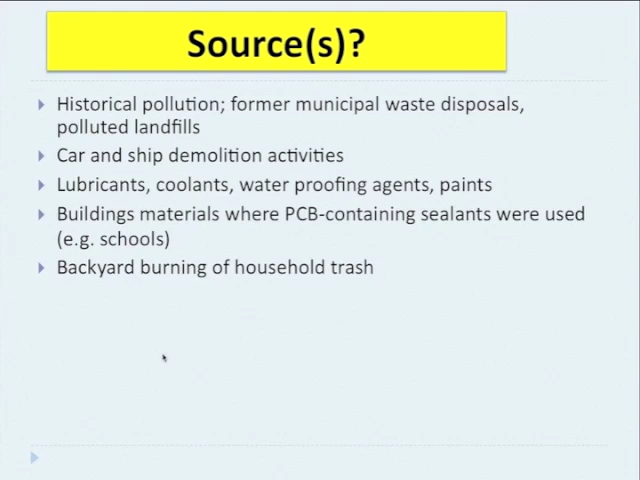 Source(s)?
Historical pollution; former municipal waste disposals,
polluted landfills
Car and ship demolition activities
Lubricants, coolants, water proofing agents, paints
Buildings materials where PCB-containing sealants were used
(e.g. schools)
Backyard burning of household trash